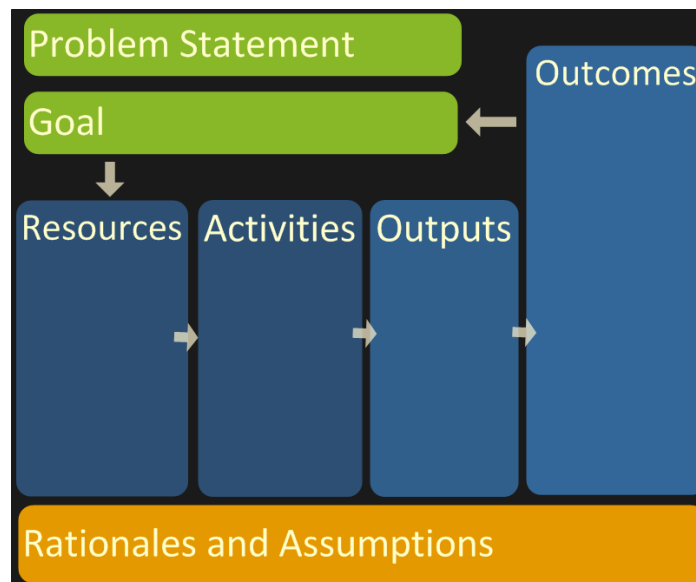 Problem Statement
Goal
Outcomes
Resources
Activities
Outputs
Rationales and Assumptions